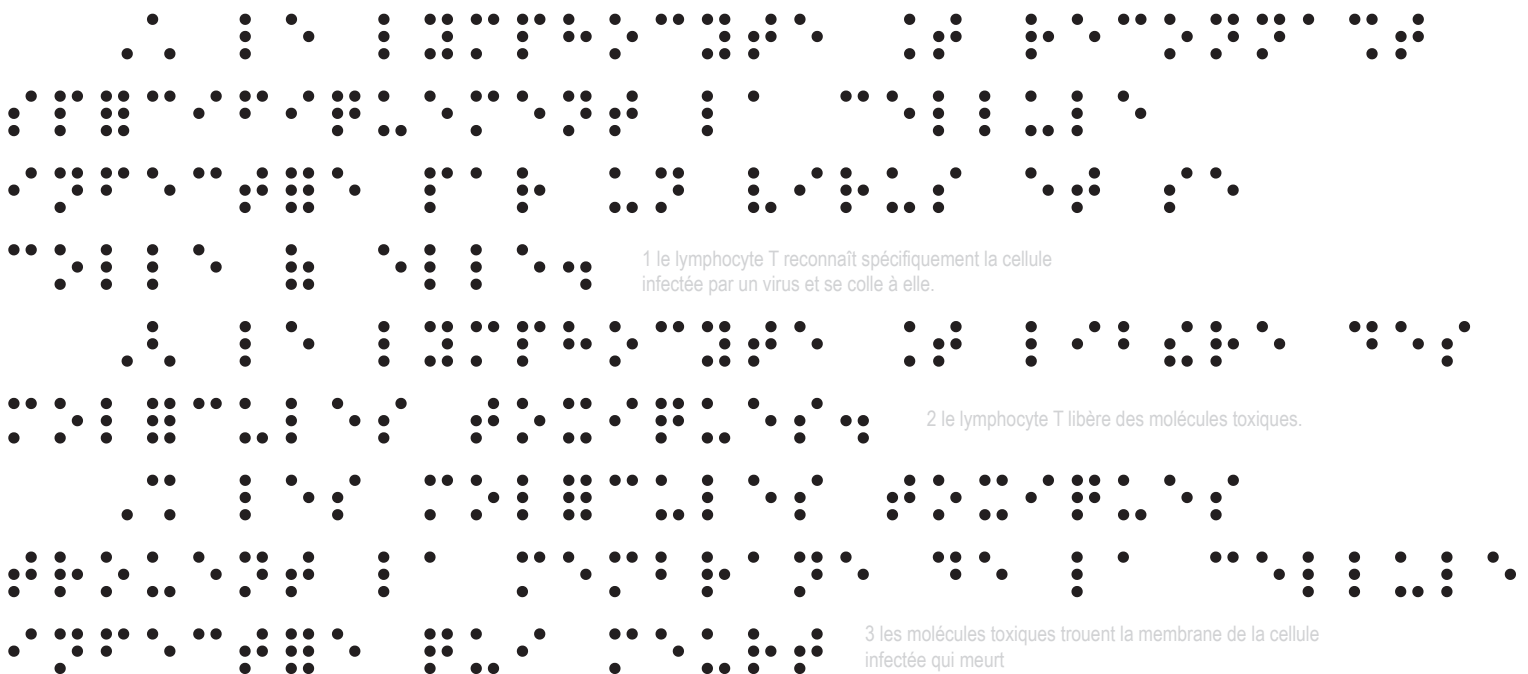 ⠠⠡ ⠇⠑ ⠇⠽⠍⠏⠓⠕⠉⠽⠞⠑ ⠨⠞ ⠗⠑⠉⠕⠝⠝⠁⠩⠞
⠎⠏⠿⠉⠊⠋⠊⠟⠥⠑⠍⠑⠝⠞ ⠇⠁ ⠉⠑⠇⠇⠥⠇⠑
⠊⠝⠋⠑⠉⠞⠿⠑ ⠏⠁⠗ ⠥⠝ ⠧⠊⠗⠥⠎ ⠑⠞ ⠎⠑
⠉⠕⠇⠇⠑ ⠷ ⠑⠇⠇⠑⠲
1 le lymphocyte T reconnaît spécifiquement la cellule
infectée par un virus et se colle à elle.
⠠⠣ ⠇⠑ ⠇⠽⠍⠏⠓⠕⠉⠽⠞⠑ ⠨⠞ ⠇⠊⠃⠮⠗⠑ ⠙⠑⠎
⠍⠕⠇⠿⠉⠥⠇⠑⠎ ⠞⠕⠭⠊⠟⠥⠑⠎⠲
2 le lymphocyte T libère des molécules toxiques.
⠠⠩ ⠇⠑⠎ ⠍⠕⠇⠿⠉⠥⠇⠑⠎ ⠞⠕⠭⠊⠟⠥⠑⠎
⠞⠗⠕⠥⠑⠝⠞ ⠇⠁ ⠍⠑⠍⠃⠗⠁⠝⠑ ⠙⠑ ⠇⠁ ⠉⠑⠇⠇⠥⠇⠑
⠊⠝⠋⠑⠉⠞⠿⠑ ⠟⠥⠊ ⠍⠑⠥⠗⠞
3 les molécules toxiques trouent la membrane de la cellule
infectée qui meurt